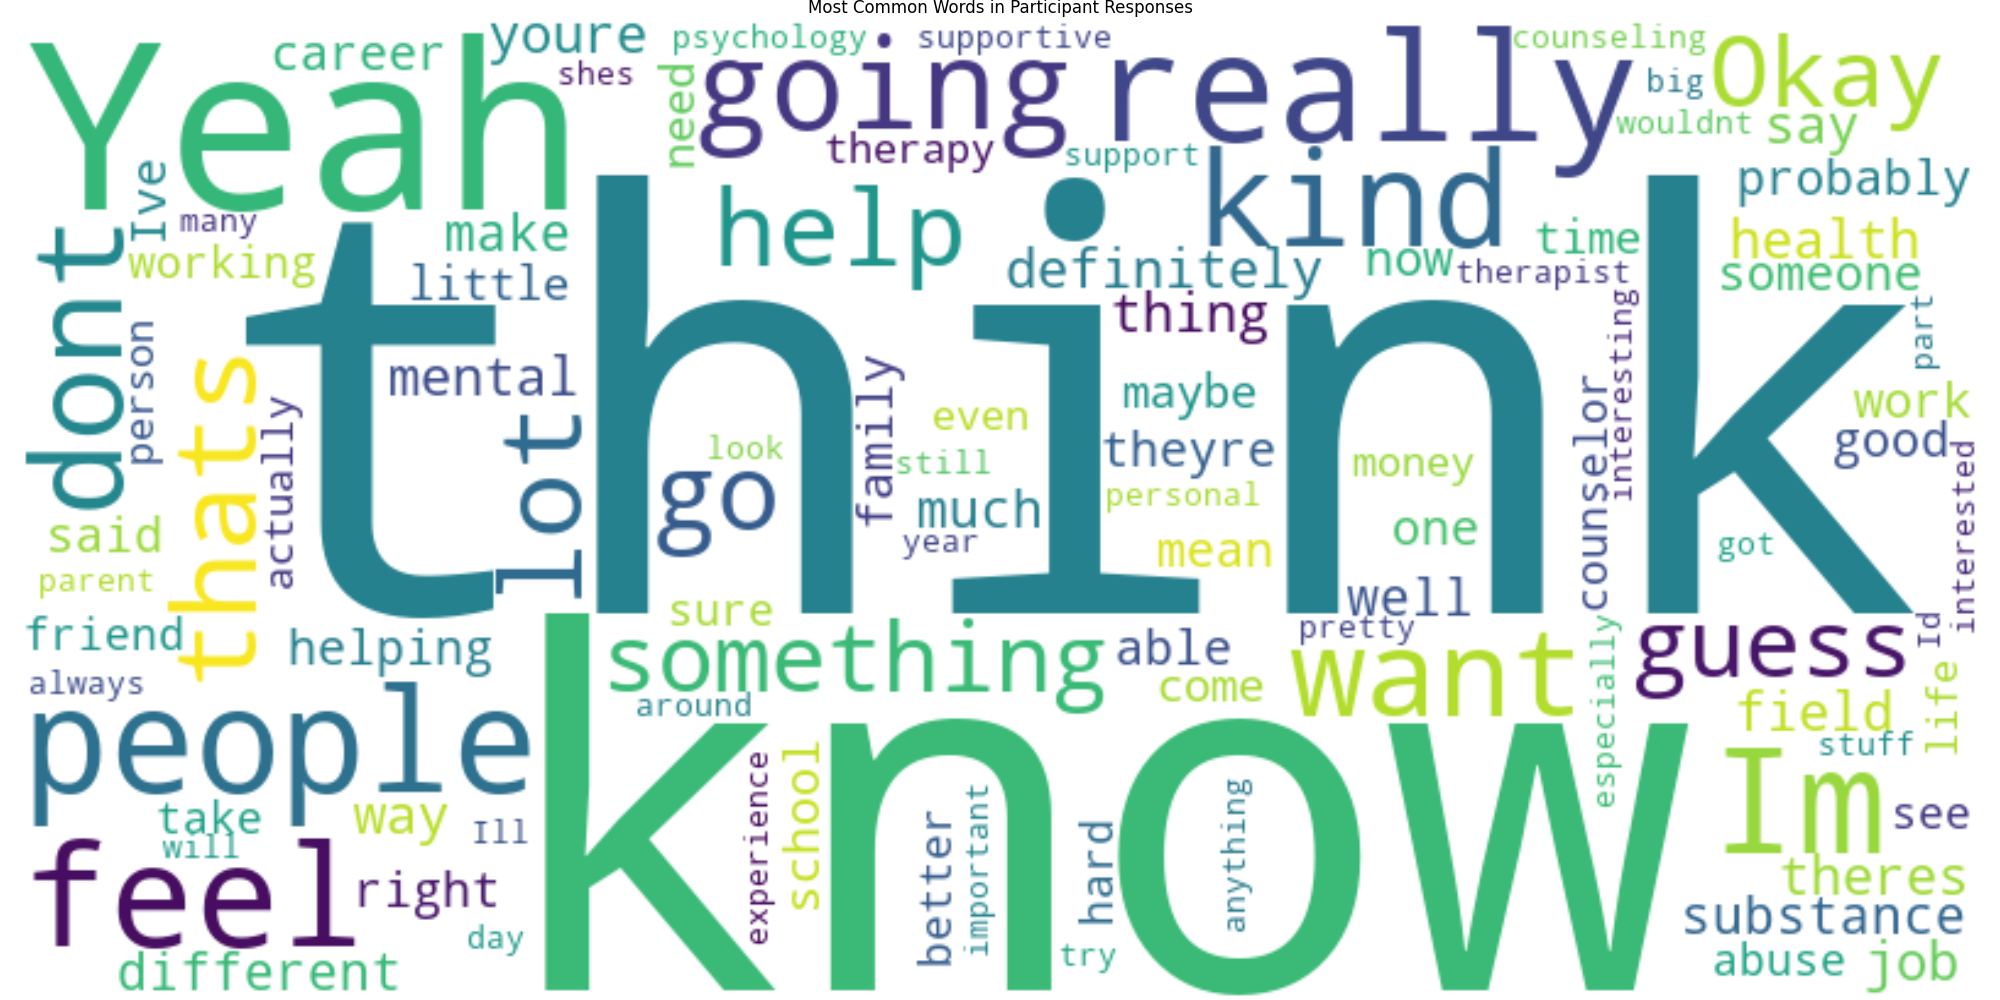 Most Common Words in Participant Responses
Yeah
career
youre
shes
psychology
supportive
need
going
really
counseling
big
Okay
wouldnt
say
therapy
support
kind
probably
Ive
many
working
make
little
help
definitely
now
time
therapist
health
someone
dont
think
thing
person
thats
actually
mental
lot
go
look
family
even
still
much
year
maybe
theyre
personal
mean
money
one
well
counselor
interesting
part
work
good
got
interested
said
parent
friend
always
helping
sure
something
around
able
come
pretty
want
especially
guess
Id
field
life
stuff
people
know
take
will
way
Ill
feel
right
day
different
experience
school
better
important
hard
try
anything
Im
see
theres
substance
abuse
job